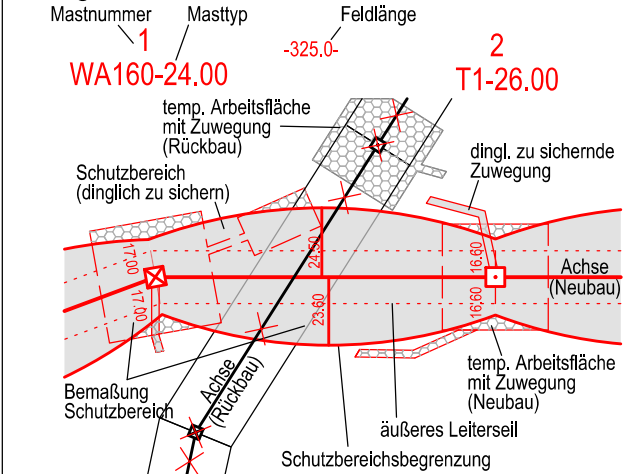 Mastnummer
Masttyp
Feldlänge
1
-325.0-
2
WA160-24.00
T1-26.00
temp. Arbeitsfläche
mit Zuwegung
(Rückbau)
dingl. zu sichernde
Zuwegung
Schutzbereich
(dinglich zu sichern)
17.00
17.00
24.50
23.60
16.60
16.60
Achse
(Neubau)
Achse
(Rückbau)
Bemaßung
Schutzbereich
temp. Arbeitsfläche
mit Zuwegung
(Neubau)
äußeres Leiterseil
Schutzbereichsbegrenzung